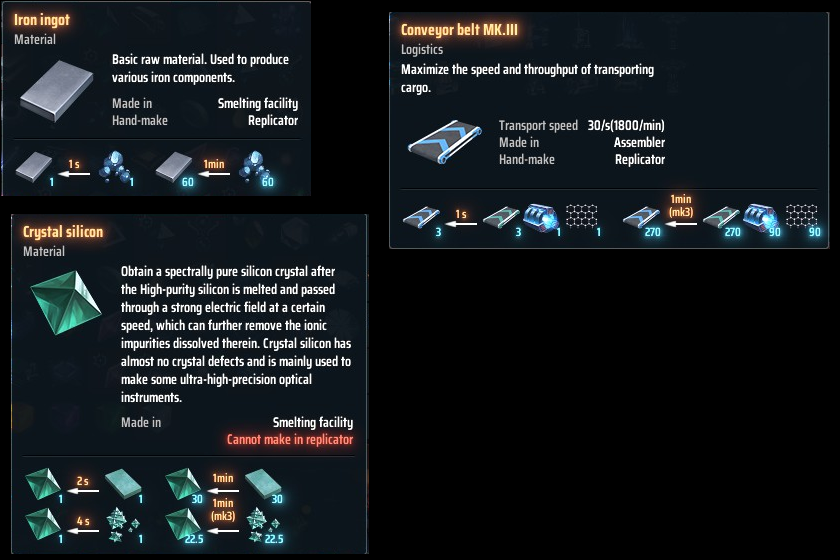 Iron ingot
Material
Basic raw material. Used to produce
various iron components.
Made in Smelting facility
Hand-make Replicator
1s 1min
1 1 60 60
Conveyor belt MK.III
Logistics
Maximize the speed and throughput of transporting
cargo.
Transport speed 30/s(1800/min)
Made in Assembler
Hand-make Replicator
1s 1min
(mk3)
3 3 1 1 270 270 90 90
Crystal silicon
Material
Obtain a spectrally pure silicon crystal after
the High-purity silicon is melted and passed
through a strong electric field at a certain
speed, which can further remove the ionic
impurities dissolved therein. Crystal silicon has
almost no crystal defects and is mainly used to
make some ultra-high-precision optical
instruments.
Made in Smelting facility
Cannot make in replicator
2s 1min
1 1 30 30
4s 1min
(mk3)
1 1 22.5 22.5